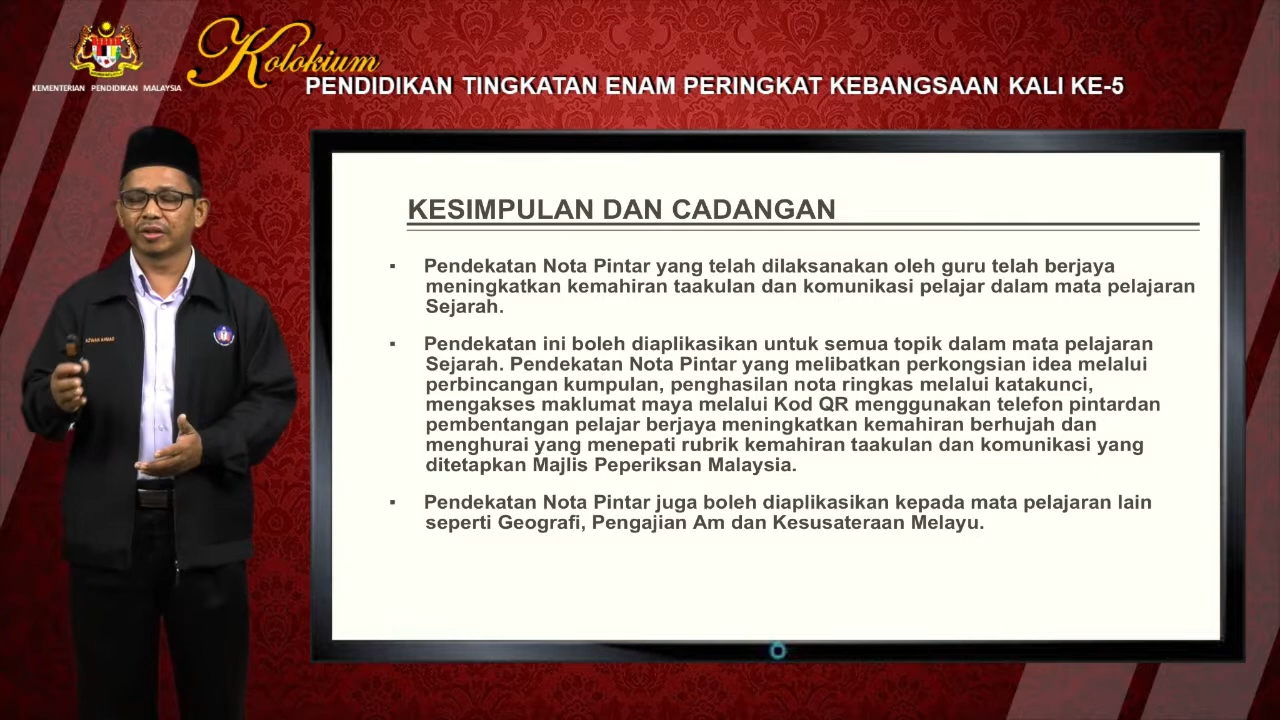 Kolokium
KEMENTERIAN PENDIDIKAN MALAYSIA
PENDIDIKAN TINGKATAN ENAM PERINGKAT KEBANGSAAN KALI KE-5
KESIMPULAN DAN CADANGAN
▪ Pendekatan Nota Pintar yang telah dilaksanakan oleh guru telah berjaya
meningkatkan kemahiran taakulan dan komunikasi pelajar dalam mata pelajaran
Sejarah.
▪ Pendekatan ini boleh diaplikasikan untuk semua topik dalam mata pelajaran
Sejarah. Pendekatan Nota Pintar yang melibatkan perkongsian idea melalui
perbincangan kumpulan, penghasilan nota ringkas melalui katakunci,
mengakses maklumat maya melalui Kod QR menggunakan telefon pintardan
pembentangan pelajar berjaya meningkatkan kemahiran berhujah dan
menghurai yang menepati rubrik kemahiran taakulan dan komunikasi yang
ditetapkan Majlis Peperiksan Malaysia.
▪ Pendekatan Nota Pintar juga boleh diaplikasikan kepada mata pelajaran lain
seperti Geografi, Pengajian Am dan Kesusateraan Melayu.